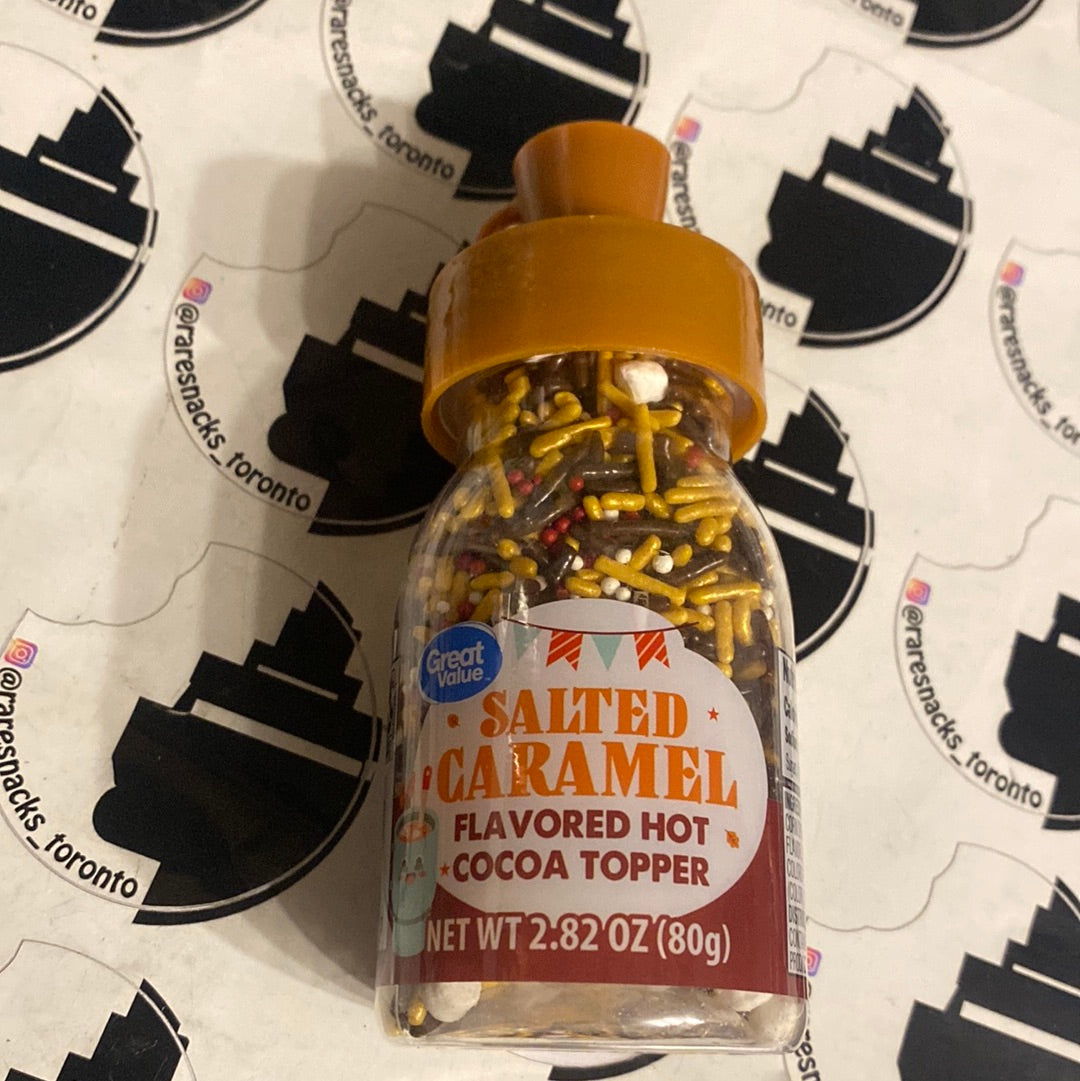 @raresnacks_toronto
Great
Value
SALTED
CARAMEL
FLAVORED HOT
COCOA TOPPER
NET WT 2.82 OZ (80g)
@raresnacks_toronto
@raresnacks_toronto
@raresnacks_toronto